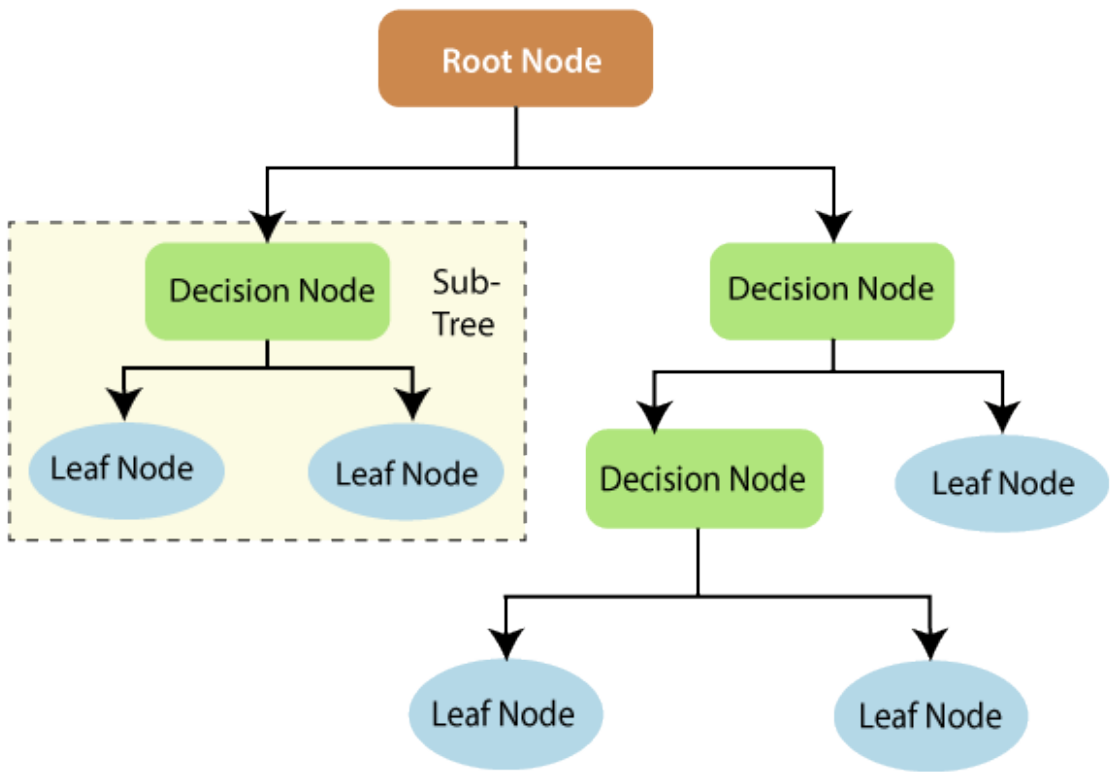 Root Node
Decision Node
Sub-
Tree
Decision Node
Leaf Node
Leaf Node
Decision Node
Leaf Node
Leaf Node
Leaf Node